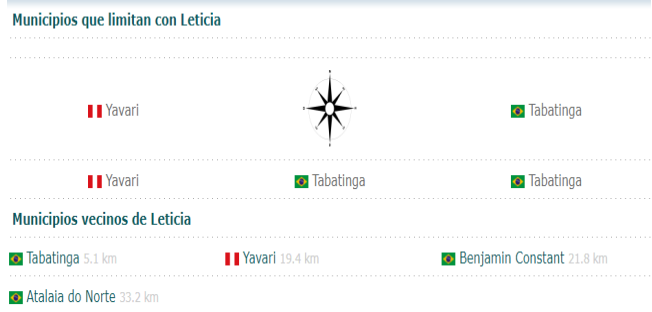 Municipios que limitan con Leticia
Yavari Tabatinga
Yavari Tabatinga Tabatinga
Municipios vecinos de Leticia
Tabatinga 5.1 km Yavari 19.4 km Benjamin Constant 21.8 km
Atalaia do Norte 33.2 km